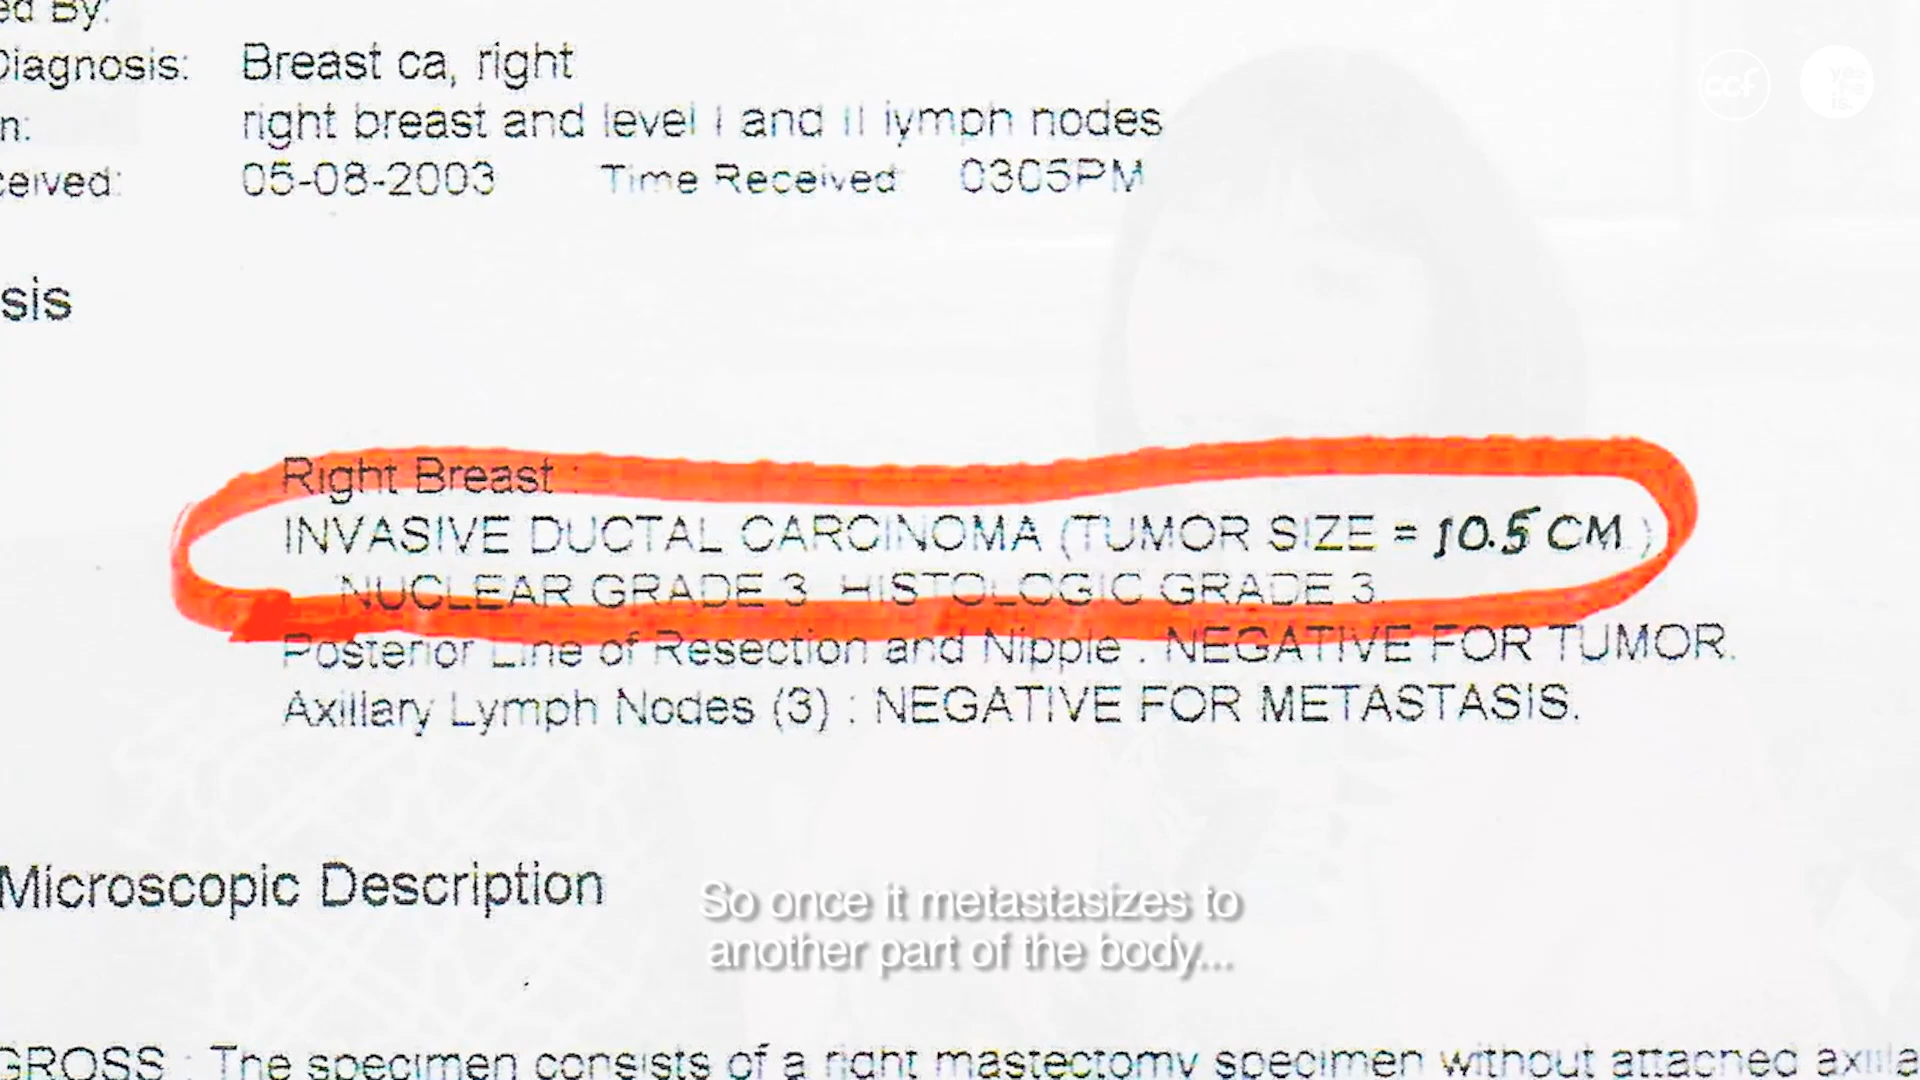 ed By:
Diagnosis: Breast ca, right
n: right breast and level I and II lymph nodes
ceived: 05-08-2003 Time Received 0305PM
sis
Right Breast :
INVASIVE DUCTAL CARCINOMA (TUMOR SIZE = 10.5 CM )
NUCLEAR GRADE 3 HISTOLOGIC GRADE 3.
Posterior Line of Resection and Nipple : NEGATIVE FOR TUMOR.
Axillary Lymph Nodes (3) : NEGATIVE FOR METASTASIS.
Microscopic Description
So once it metastasizes to
another part of the body...
GROSS : The specimen consists of a right mastectomy specimen without attached axilla
ccf
yes
he
is.